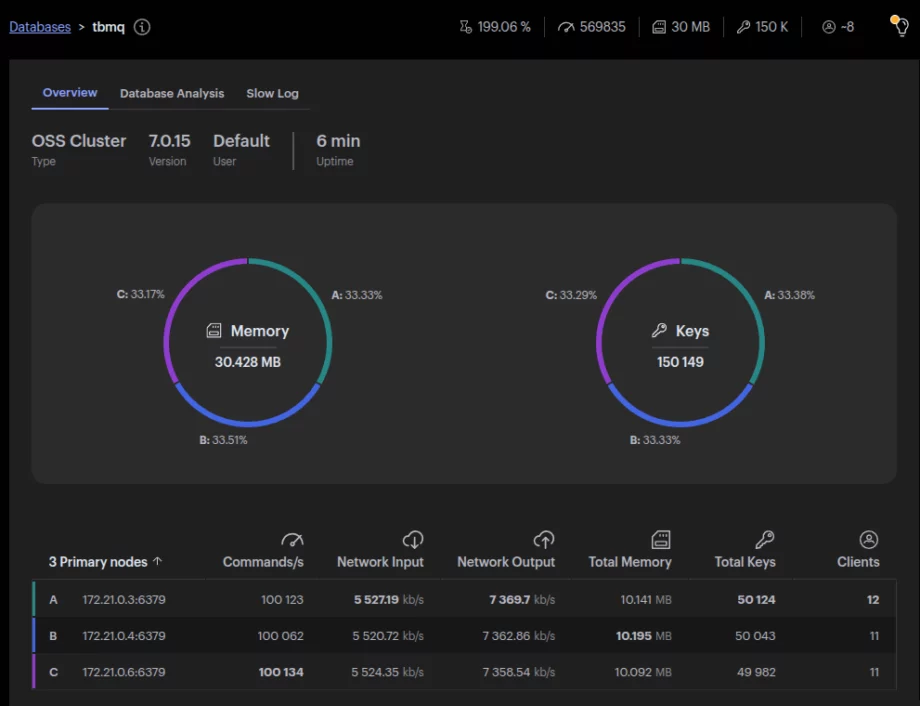 Databases > tbmq
199.06 % 569835 30 MB 150 K -8
Overview Database Analysis Slow Log
OSS Cluster 7.0.15 Default 6 min
Type Version User Uptime
C: 33.17% A: 33.33% C: 33.29% A: 33.38%
Memory Keys
30.428 MB 150 149
B: 33.51% B: 33.33%
3 Primary nodes ↑ Commands/s Network Input Network Output Total Memory Total Keys Clients
A 172.21.0.3:6379 100 123 5 527.19 kb/s 7 369.7 kb/s 10.141 MB 50 124 12
B 172.21.0.4:6379 100 062 5 520.72 kb/s 7 362.86 kb/s 10.195 MB 50 043 11
C 172.21.0.6:6379 100 134 5 524.35 kb/s 7 358.54 kb/s 10.092 MB 49 982 11